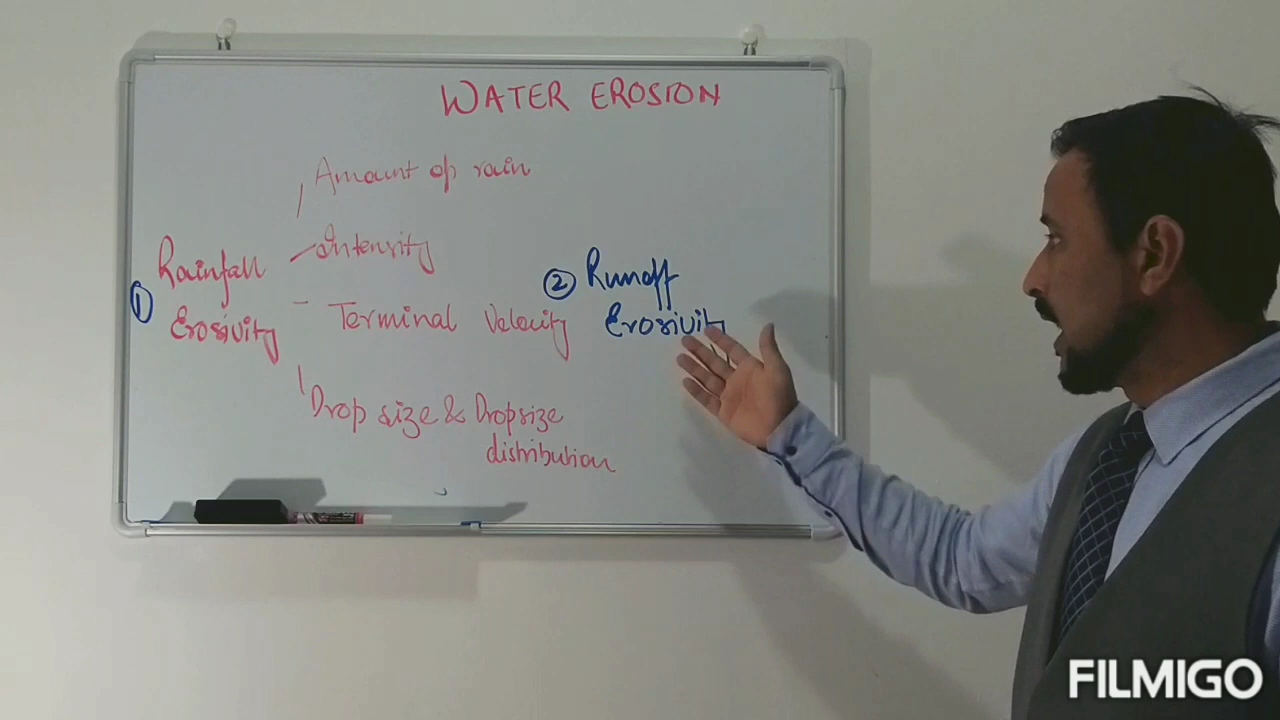 WATER EROSION
Amount of rain
Intensity
Rainfall
① Erosivity
Terminal Velocity
Drop size & Dropsize
distribution
② Runoff
Erosivity
FILMIGO